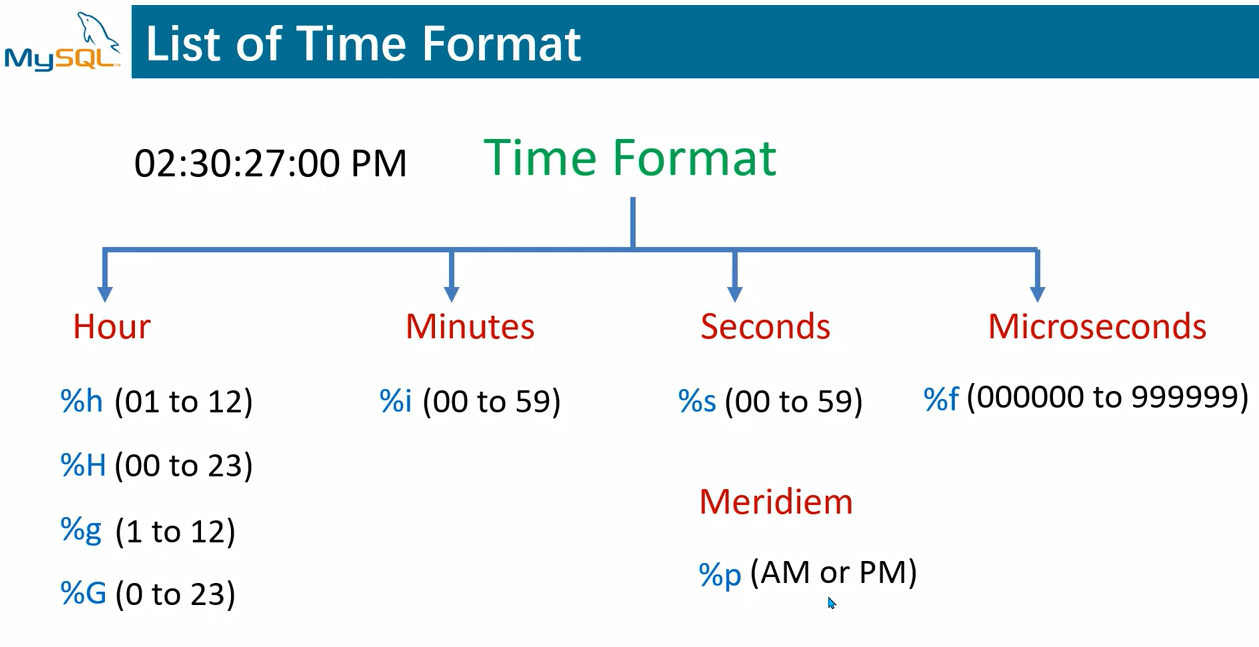 MySQL™
List of Time Format
02:30:27:00 PM
Time Format
Hour
Minutes
Seconds
Microseconds
%h (01 to 12)
%i (00 to 59)
%s (00 to 59)
%f (000000 to 999999)
%H (00 to 23)
Meridiem
%g (1 to 12)
%p (AM or PM)
%G (0 to 23)